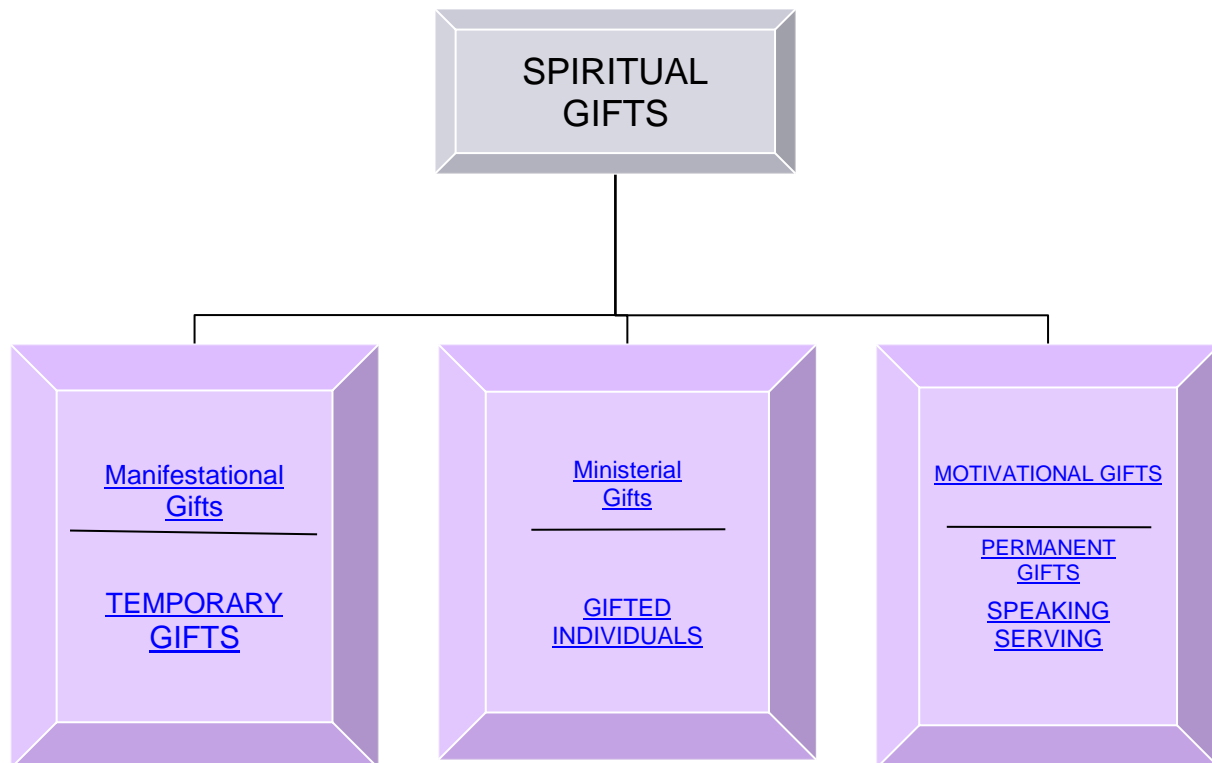 SPIRITUAL
GIFTS
Manifestational
Gifts
TEMPORARY
GIFTS
Ministerial
Gifts
GIFTED
INDIVIDUALS
MOTIVATIONAL GIFTS
PERMANENT
GIFTS
SPEAKING
SERVING